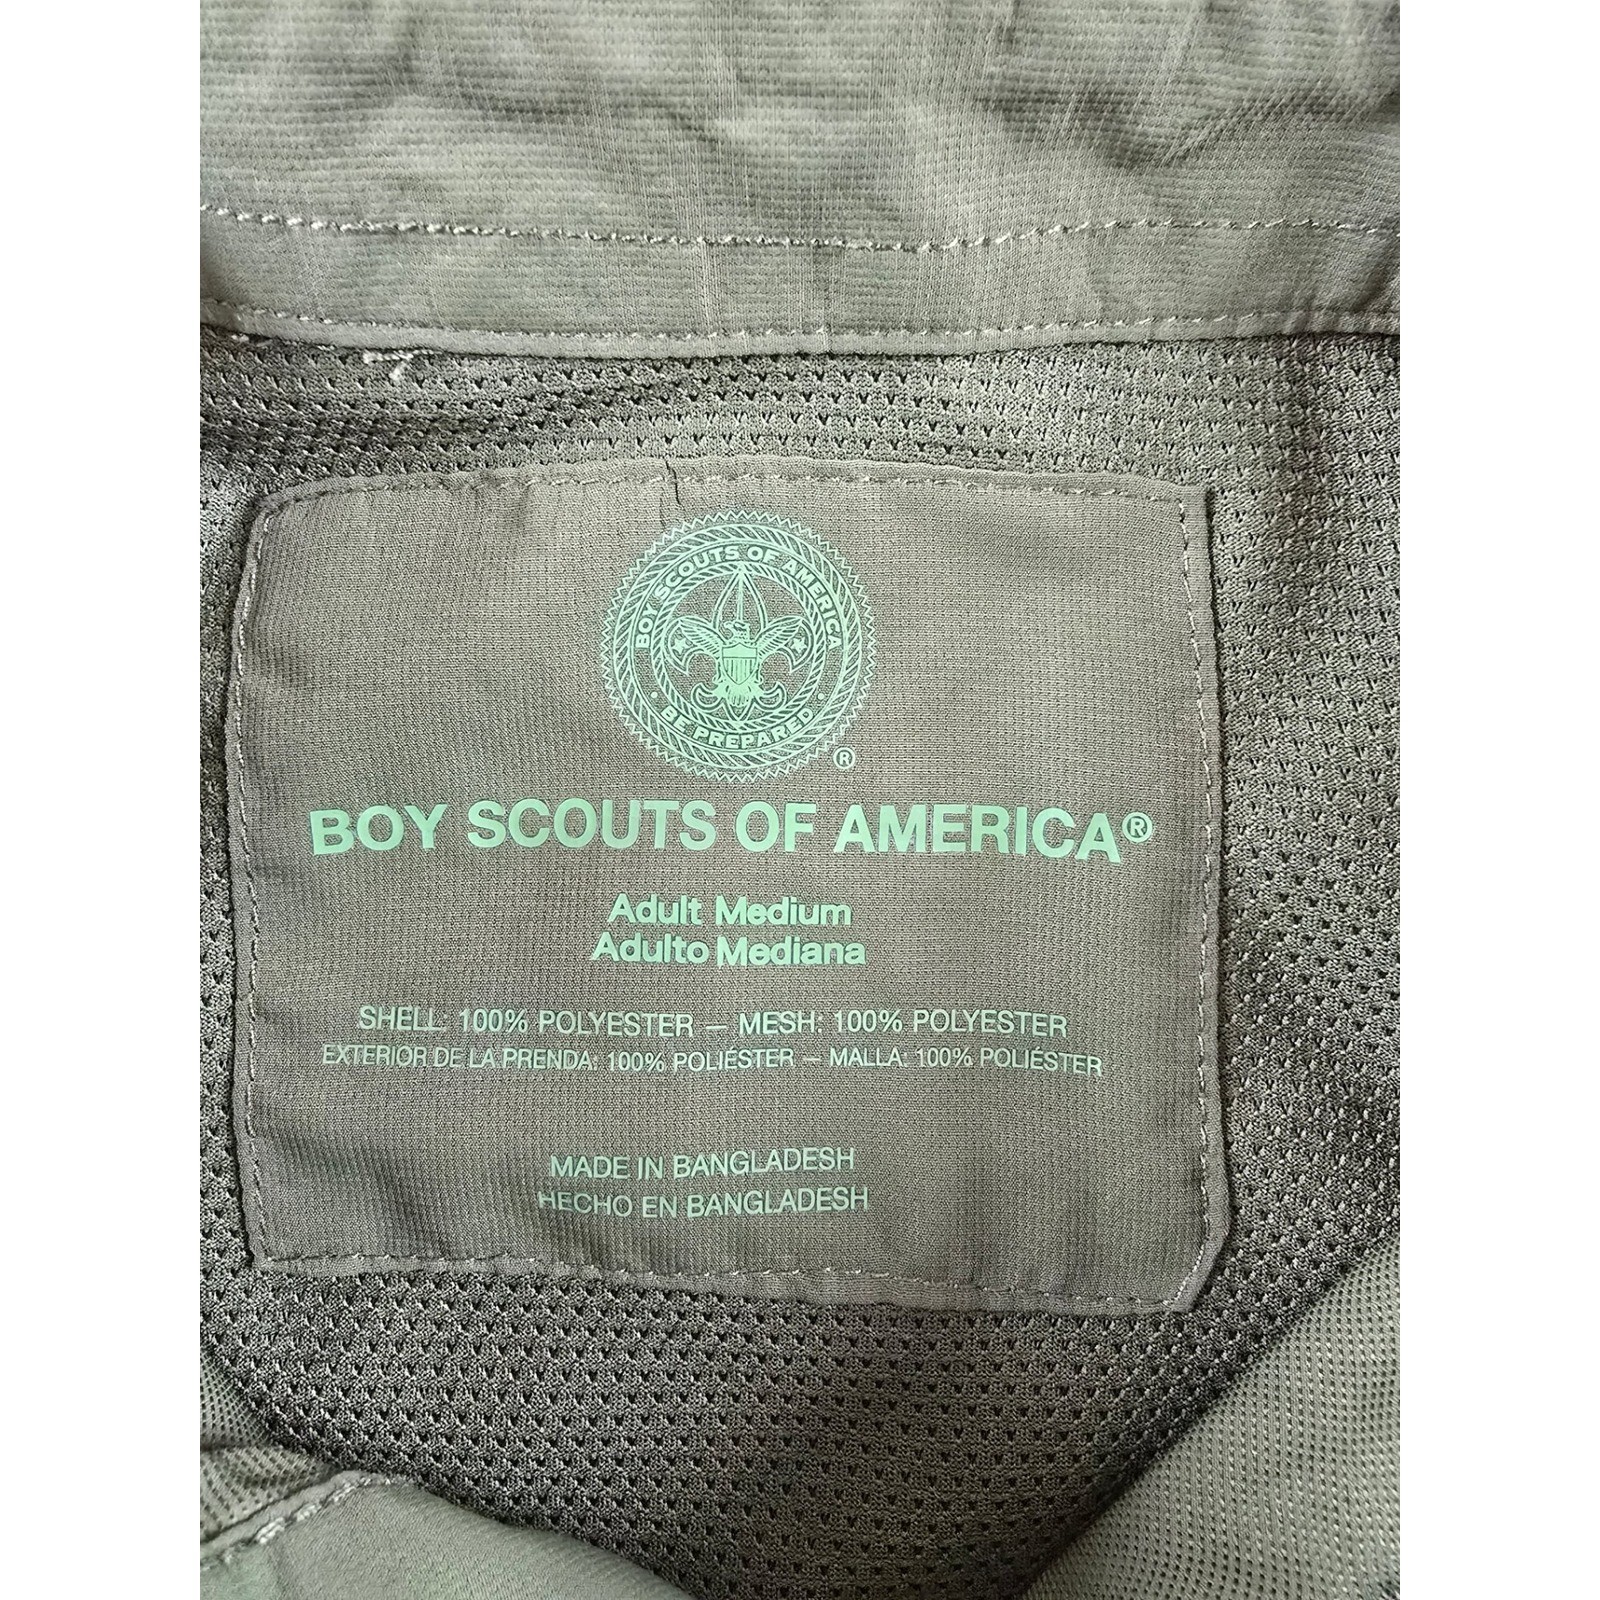 BOY SCOUTS OF AMERICA
BE PREPARED
®
BOY SCOUTS OF AMERICA®
Adult Medium
Adulto Mediana
SHELL: 100% POLYESTER — MESH: 100% POLYESTER
EXTERIOR DE LA PRENDA: 100% POLIÉSTER — MALLA: 100% POLIÉSTER
MADE IN BANGLADESH
HECHO EN BANGLADESH